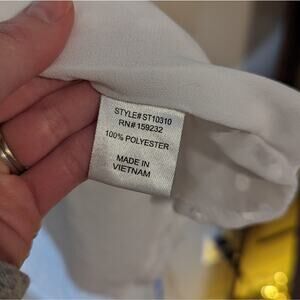 STYLE# ST10310
RN# 159232
100% POLYESTER
MADE IN
VIETNAM